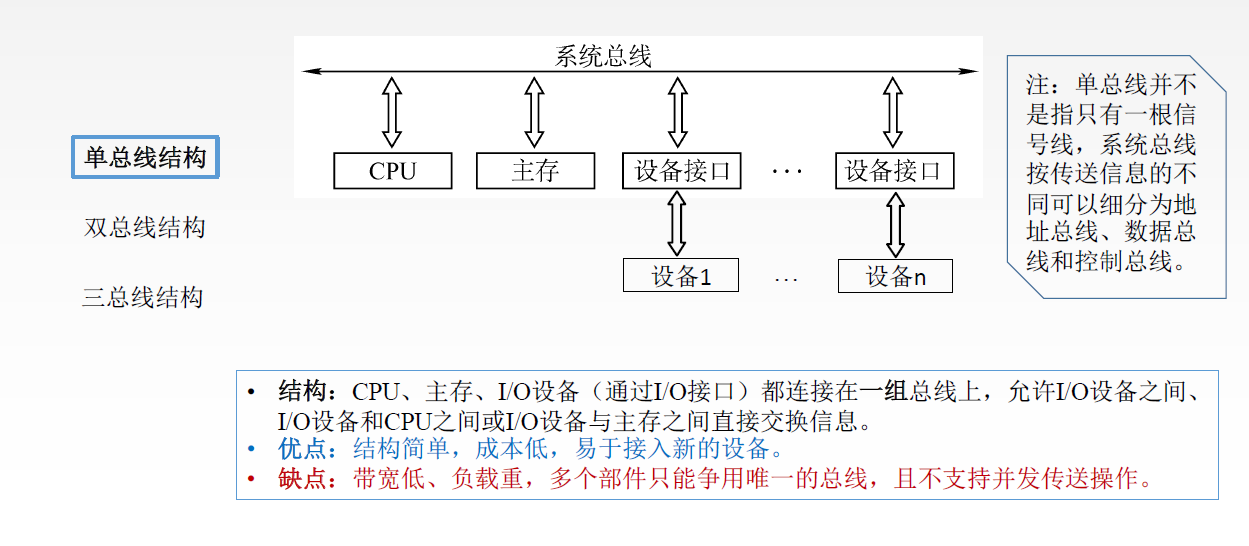 系统总线
单总线结构
双总线结构
三总线结构
CPU
主存
设备接口
···
设备接口
设备1
...
设备n
注：单总线并不
是指只有一根信
号线，系统总线
按传送信息的不
同可以细分为地
址总线、数据总
线和控制总线。
• 结构：CPU、主存、I/O设备（通过I/O接口）都连接在一组总线上，允许I/O设备之间、
I/O设备和CPU之间或I/O设备与主存之间直接交换信息。
• 优点：结构简单，成本低，易于接入新的设备。
• 缺点：带宽低、负载重，多个部件只能争用唯一的总线，且不支持并发传送操作。